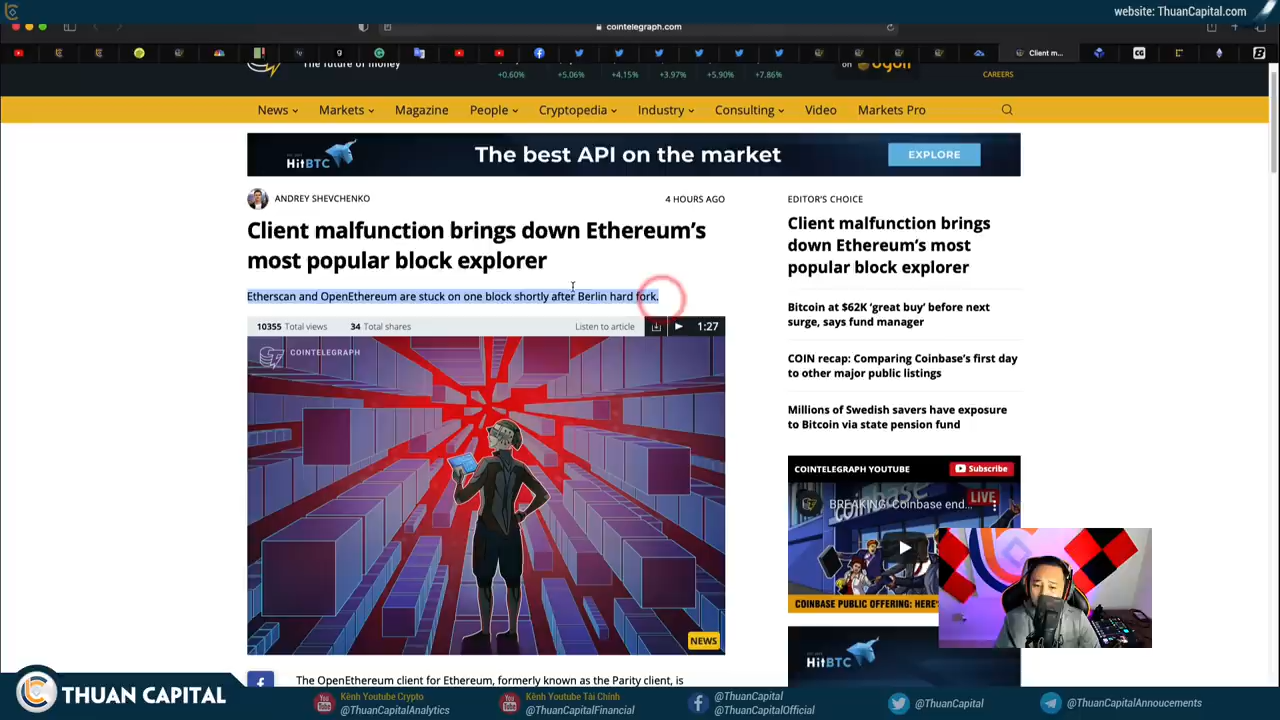 website: ThuanCapital.com
cointelegraph.com
Client m...
The future of money
+0.60%
+5.06%
+4.15%
+3.97%
+5.90%
+7.86%
on
CAREERS
News
Markets
Magazine
People
Cryptopedia
Industry
Consulting
Video
Markets Pro
HitBTC
The best API on the market
EXPLORE
ANDREY SHEVCHENKO
4 HOURS AGO
Client malfunction brings down Ethereum's
most popular block explorer
Etherscan and OpenEthereum are stuck on one block shortly after Berlin hard fork.
10355 Total views
34 Total shares
Listen to article
1:27
COINTELEGRAPH
NEWS
The OpenEthereum client for Ethereum, formerly known as the Parity client, is
EDITOR'S CHOICE
Client malfunction brings
down Ethereum's most
popular block explorer
Bitcoin at $62K 'great buy' before next
surge, says fund manager
COIN recap: Comparing Coinbase's first day
to other major public listings
Millions of Swedish savers have exposure
to Bitcoin via state pension fund
COINTELEGRAPH YOUTUBE
Subscribe
BREAKING: Coinbase end...
LIVE
COINBASE PUBLIC OFFERING: HERE'
HitBTC
THUAN CAPITAL
Kênh Youtube Crypto
@ThuanCapitalAnalytics
Kênh Youtube Tài Chính
@ThuanCapitalFinancial
@ThuanCapital
@ThuanCapitalOfficial
@ThuanCapital
@ThuanCapitalAnnoucements